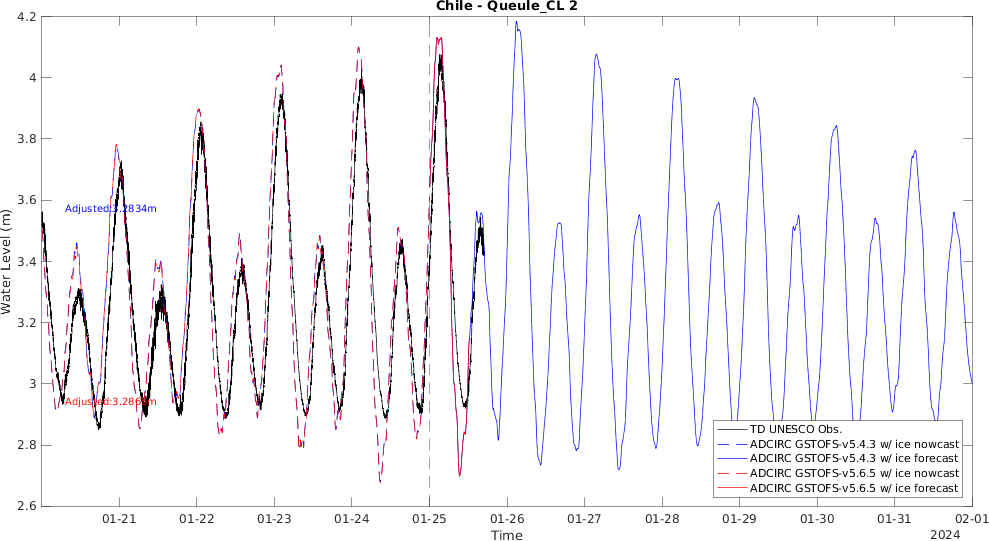 Chile - Queule_CL 2
4.2
4
3.8
3.6
3.4
3.2
3
2.8
2.6
Water Level (m)
Adjusted:3.2834m
TD UNESCO Obs.
ADCIRC GSTOFS-v5.4.3 w/ ice nowcast
ADCIRC GSTOFS-v5.4.3 w/ ice forecast
ADCIRC GSTOFS-v5.6.5 w/ ice nowcast
ADCIRC GSTOFS-v5.6.5 w/ ice forecast
01-21 01-22 01-23 01-24 01-25 01-26 01-27 01-28 01-29 01-30 01-31 02-01
Time
2024